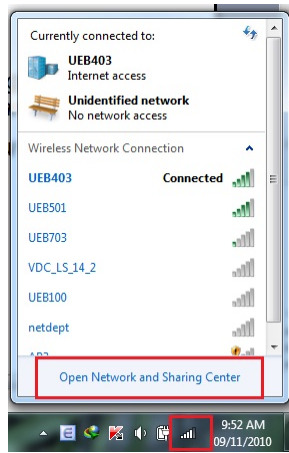 Currently connected to:
UEB403
Internet access
Unidentified network
No network access
Wireless Network Connection
UEB403 Connected
UEB501
UEB703
VDC_LS_14_2
UEB100
netdept
Open Network and Sharing Center
9:52 AM
09/11/2010